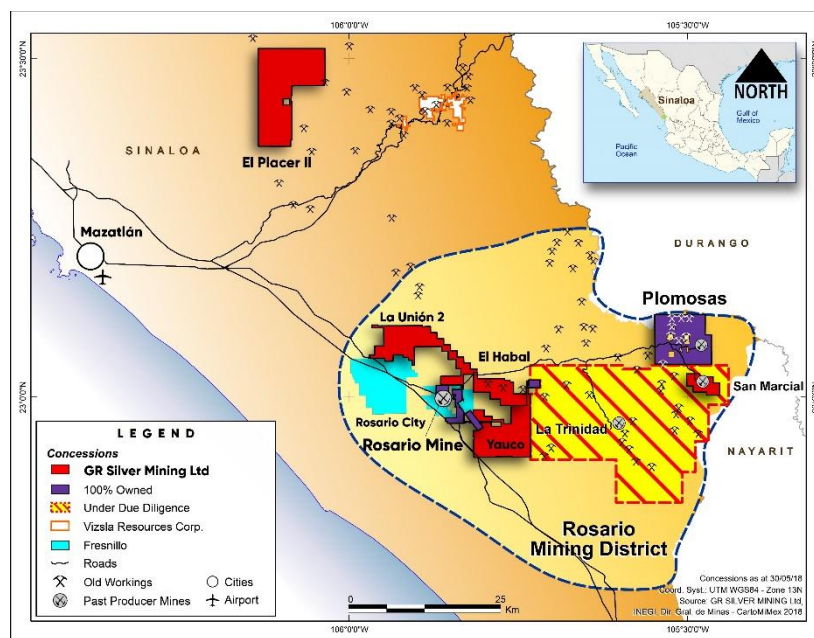 106°0'0"W
105°30'0"W
23°30'N
El Placer II
SINALOA
Mazatlán
NORTH
Sinaloa
Gulf of
Mexico
Pacific
Ocean
DURANGO
Plomosas
La Unión 2
El Habal
San Marcial
23°0'N
Rosario City
Rosario Mine
Yauco
La Trinidad
NAYARIT
Rosario
Mining District
LEGEND
Concessions
GR Silver Mining Ltd
100% Owned
Under Due Diligence
Vizsla Resources Corp.
Fresnillo
Roads
Old Workings
Cities
Past Producer Mines
Airport
0 25
Km
Concessions as at 30/05/18
Coord. Syst.: UTM WGS84 - Zone 13N
Source: GR SILVER MINING Ltd,
INEGI, Dir. Gral. de Minas - CartoMiMex 2018
106°0'0"W
105°30'0"W